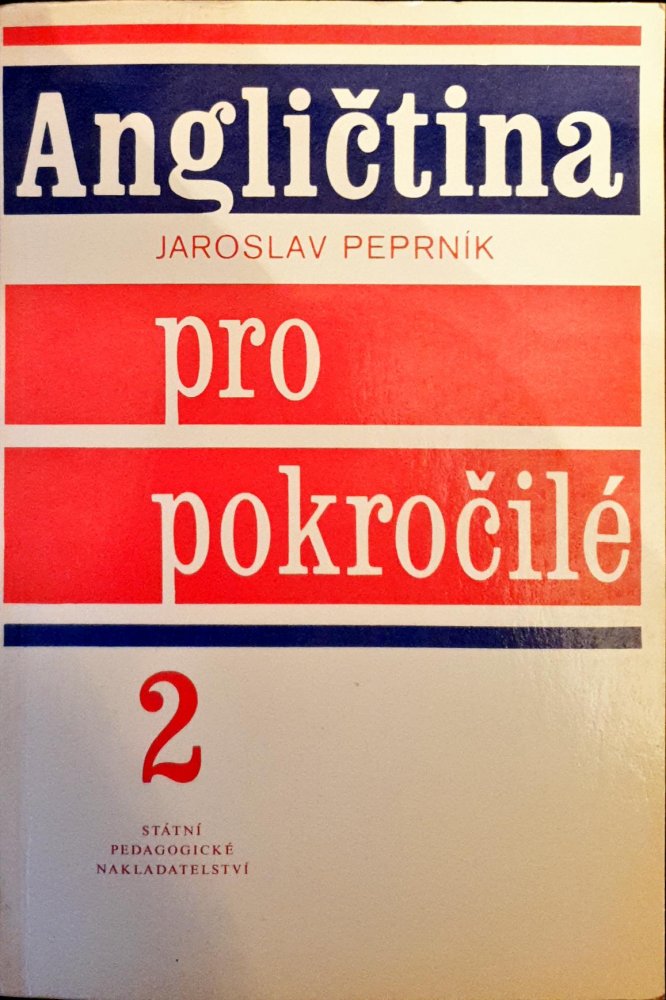 Angličtina
JAROSLAV PEPRNÍK
pro
pokročilé
2
STÁTNÍ
PEDAGOGICKÉ
NAKLADATELSTVÍ